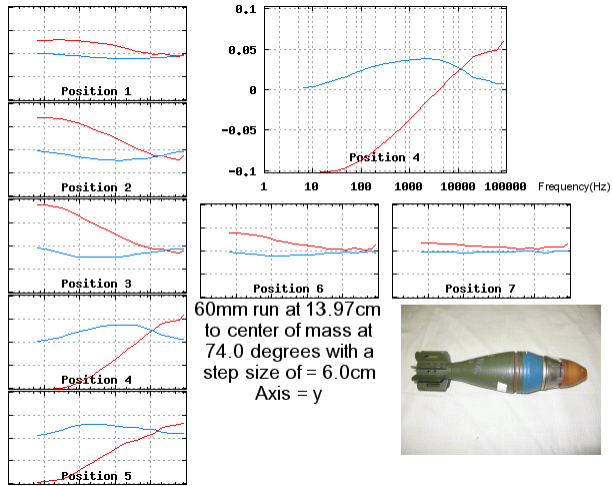 Position 1
Position 2
Position 3
Position 4
Position 5
0.1
0.05
0
-0.05
-0.1
Position 4
1 10 100 1000 10000 100000 Frequency(Hz)
Position 6
Position 7
60mm run at 13.97cm
to center of mass at
74.0 degrees with a
step size of = 6.0cm
Axis = y